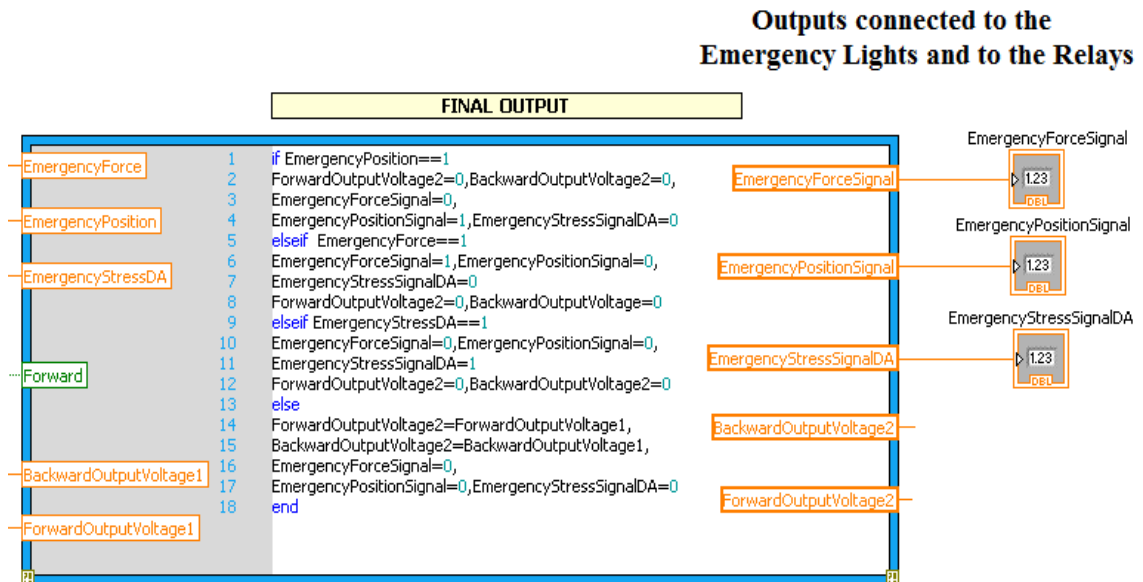 Outputs connected to the
Emergency Lights and to the Relays
FINAL OUTPUT
EmergencyForce
EmergencyPosition
EmergencyStressDA
Forward
BackwardOutputVoltage1
ForwardOutputVoltage1
1 if EmergencyPosition==1
2 ForwardOutputVoltage2=0,BackwardOutputVoltage2=0,
3 EmergencyForceSignal=0,
4 EmergencyPositionSignal=1,EmergencyStressSignalDA=0
5 elseif EmergencyForce==1
6 EmergencyForceSignal=1,EmergencyPositionSignal=0,
7 EmergencyStressSignalDA=0
8 ForwardOutputVoltage2=0,BackwardOutputVoltage=0
9 elseif EmergencyStressDA==1
10 EmergencyForceSignal=0,EmergencyPositionSignal=0,
11 EmergencyStressSignalDA=1
12 ForwardOutputVoltage2=0,BackwardOutputVoltage2=0
13 else
14 ForwardOutputVoltage2=ForwardOutputVoltage1,
15 BackwardOutputVoltage2=BackwardOutputVoltage1,
16 EmergencyForceSignal=0,
17 EmergencyPositionSignal=0,EmergencyStressSignalDA=0
18 end
EmergencyForceSignal
EmergencyPositionSignal
EmergencyStressSignalDA
BackwardOutputVoltage2
ForwardOutputVoltage2
EmergencyForceSignal
1.23
DBL
EmergencyPositionSignal
1.23
DBL
EmergencyStressSignalDA
1.23
DBL
?!
?!